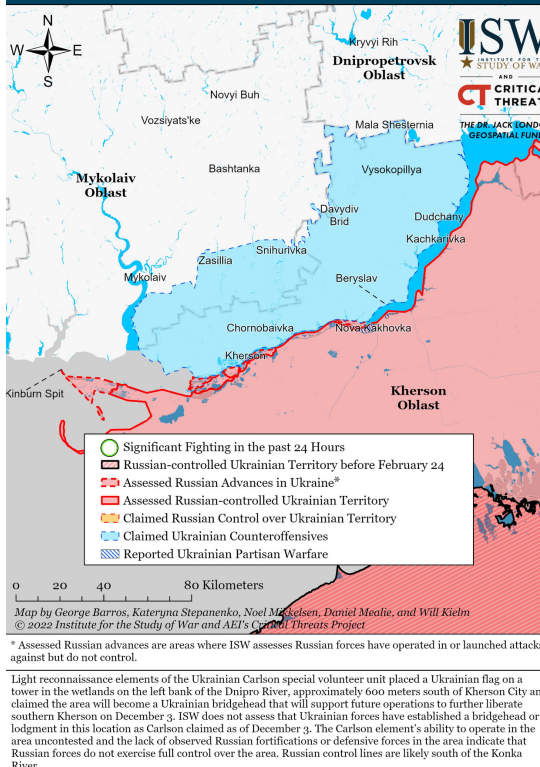 N
W E
S
ISW
INSTITUTE FOR T
STUDY OF WA
AND
CT CRITICA
THREAT
THE DR. JACK LOND
GEOSPATIAL FUN
Kryvyi Rih
Dnipropetrovsk
Oblast
Novyi Buh
Vozsiyats'ke
Mala Shesternia
Bashtanka
Vysokopillya
Mykolaiv
Oblast
Davydiv
Brid
Dudchany
Kachkarivka
Snihurivka
Zasillia
Mykolaiv
Beryslav
Chornobaivka
Nova Kakhovka
Kherson
Kinburn Spit
Kherson
Oblast
Significant Fighting in the past 24 Hours
Russian-controlled Ukrainian Territory before February 24
Assessed Russian Advances in Ukraine*
Assessed Russian-controlled Ukrainian Territory
Claimed Russian Control over Ukrainian Territory
Claimed Ukrainian Counteroffensives
Reported Ukrainian Partisan Warfare
0 20 40 80 Kilometers
Map by George Barros, Kateryna Stepanenko, Noel Mikkelsen, Daniel Mealie, and Will Kielm
© 2022 Institute for the Study of War and AEI's Critical Threats Project
* Assessed Russian advances are areas where ISW assesses Russian forces have operated in or launched attacks
against but do not control.
Light reconnaissance elements of the Ukrainian Carlson special volunteer unit placed a Ukrainian flag on a
tower in the wetlands on the left bank of the Dnipro River, approximately 600 meters south of Kherson City an
claimed the area will become a Ukrainian bridgehead that will support future operations to further liberate
southern Kherson on December 3. ISW does not assess that Ukrainian forces have established a bridgehead or
lodgment in this location as Carlson claimed as of December 3. The Carlson element's ability to operate in the
area uncontested and the lack of observed Russian fortifications or defensive forces in the area indicate that
Russian forces do not exercise full control over the area. Russian control lines are likely south of the Konka
River.